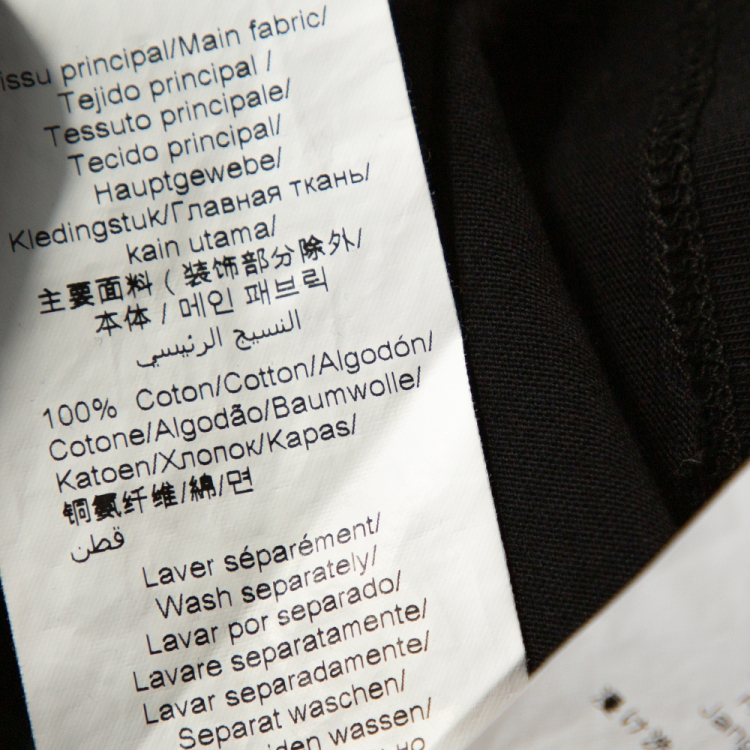 issu principal/Main fabric/
Tejido principal /
Tessuto principale/
Tecido principal/
Hauptgewebe/
Kledingstuk/Главная ткань/
kain utama/
主要面料 ( 装饰部分除外/
本体 / 메인 패브릭
النسيج الرئيسي
100% Coton/Cotton/Algodón/
Cotone/Algodão/Baumwolle/
Katoen/Хлопок/Kapas/
铜氨纤维/綿/면
قطن
Laver séparément/
Wash separately/
Lavar por separado/
Lavare separatamente/
Lavar separadamente/
Separat waschen/
iden wassen/
но